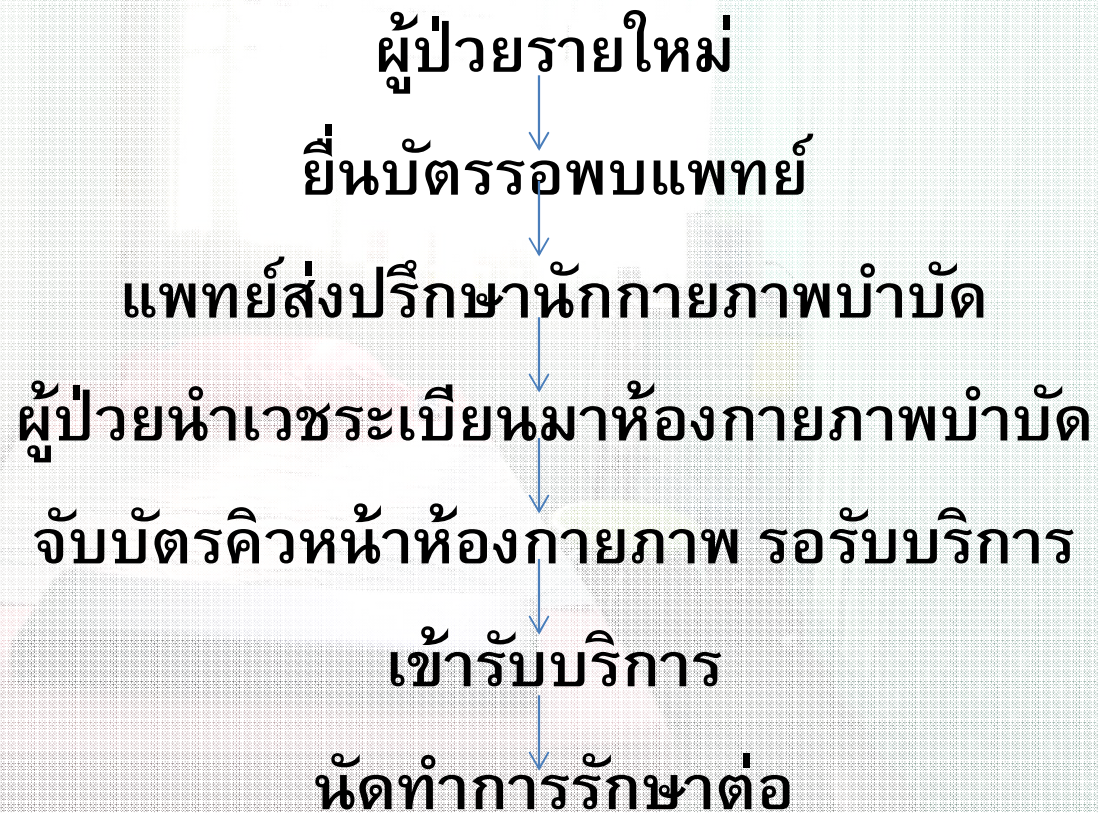 ผู้ป่วยรายใหม่
ยื่นบัตรรอพบแพทย์
แพทย์ส่งปรึกษานักกายภาพบำบัด
ผู้ป่วยนำเวชระเบียนมาห้องกายภาพบำบัด
จับบัตรคิวหน้าห้องกายภาพ รอรับบริการ
เข้ารับบริการ
นัดทำการรักษาต่อ